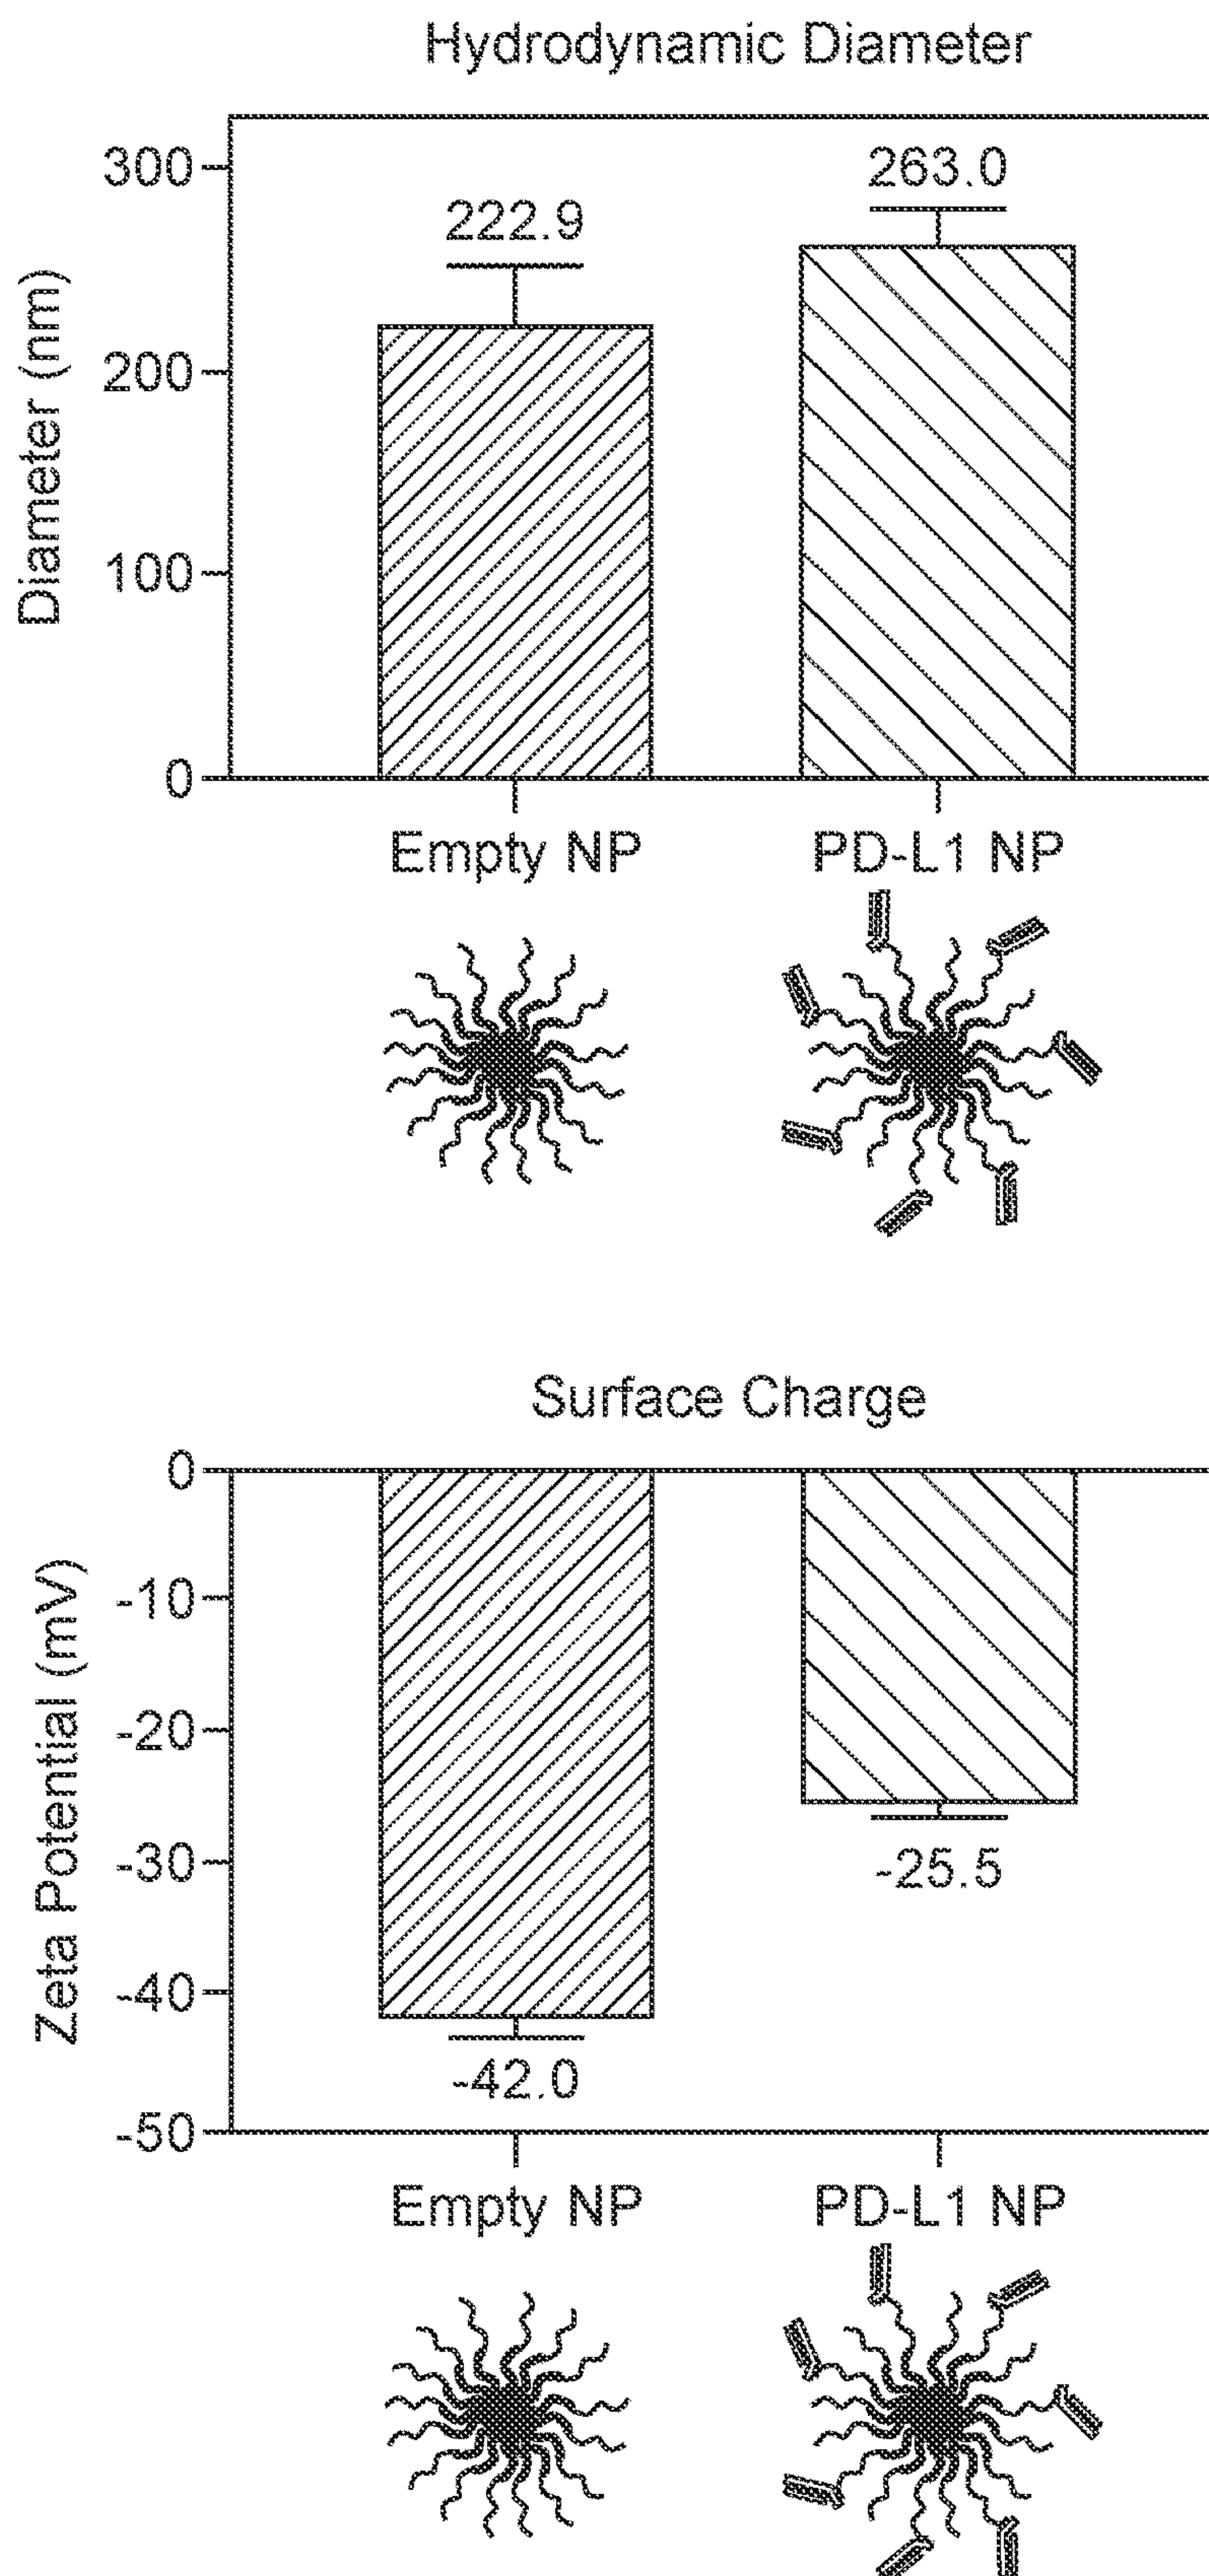 Hydrodynamic Diameter
Diameter (nm)
300
200
100
0
222.9
263.0
Empty NP
PD-L1 NP
Surface Charge
Zeta Potential (mV)
0
-10
-20
-30
-40
-50
-42.0
-25.5
Empty NP
PD-L1 NP